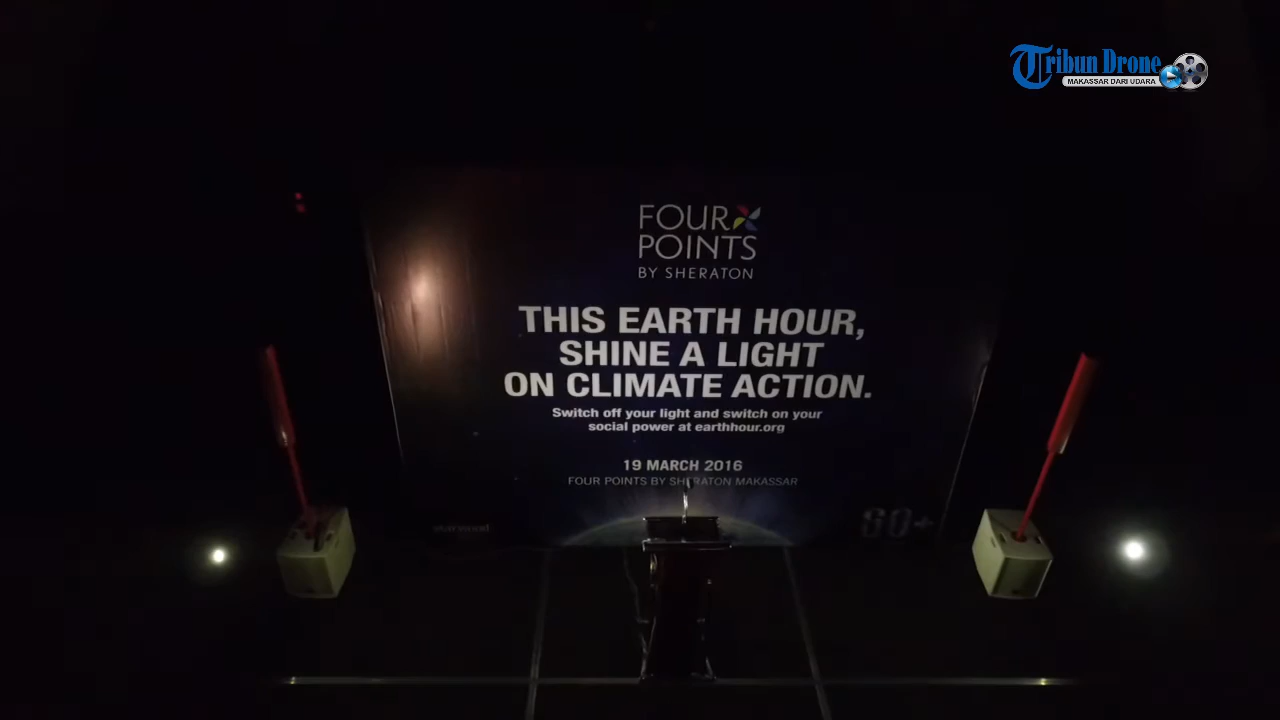 Tribun Drone
MAKASSAR DARI UDARA
FOUR
POINTS
BY SHERATON
THIS EARTH HOUR,
SHINE A LIGHT
ON CLIMATE ACTION.
Switch off your light and switch on your
social power at earthhour.org
19 MARCH 2016
FOUR POINTS BY SHERATON MAKASSAR
starwood
60+